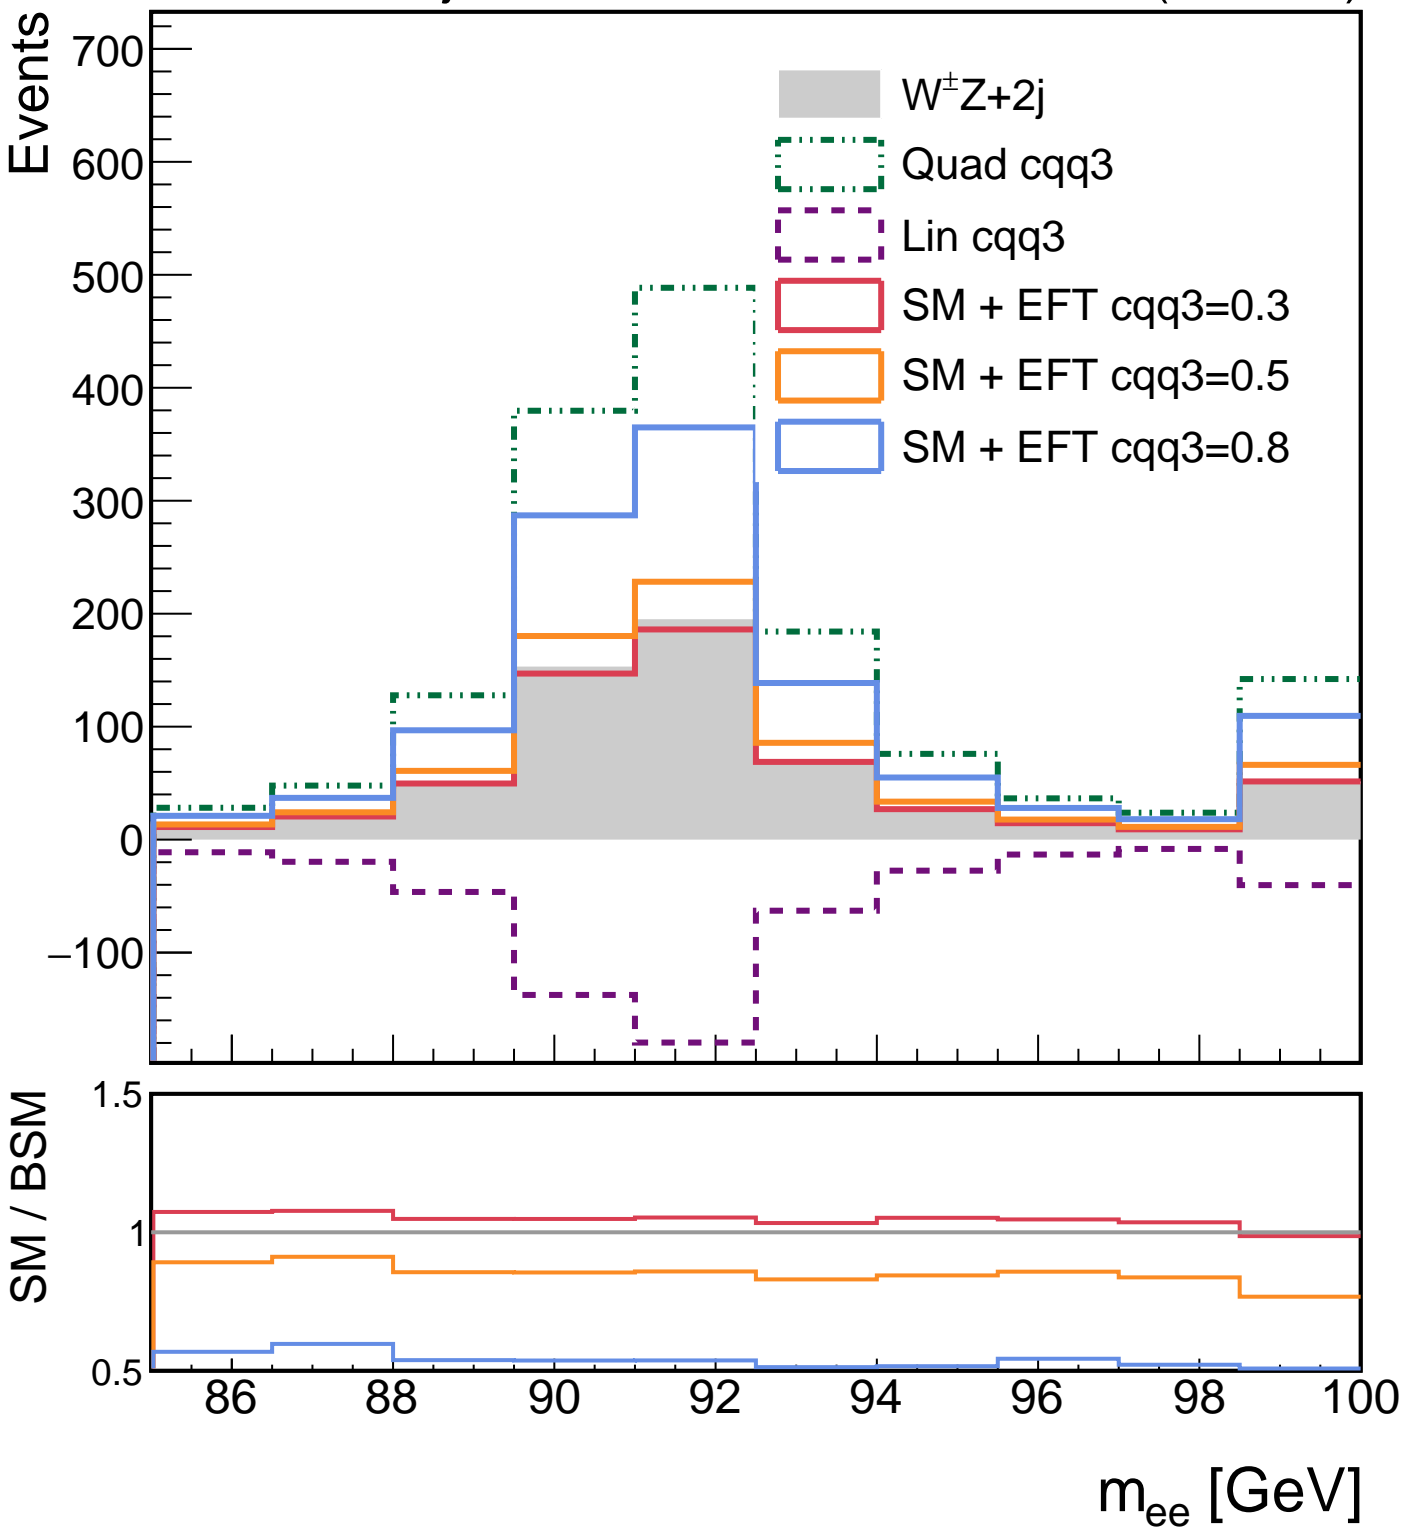 Events
700
600
500
400
300
200
100
0
−100
W±Z+2j
Quad cqq3
Lin cqq3
SM + EFT cqq3=0.3
SM + EFT cqq3=0.5
SM + EFT cqq3=0.8
SM / BSM
1.5
1
0.5
86 88 90 92 94 96 98 100
mee [GeV]